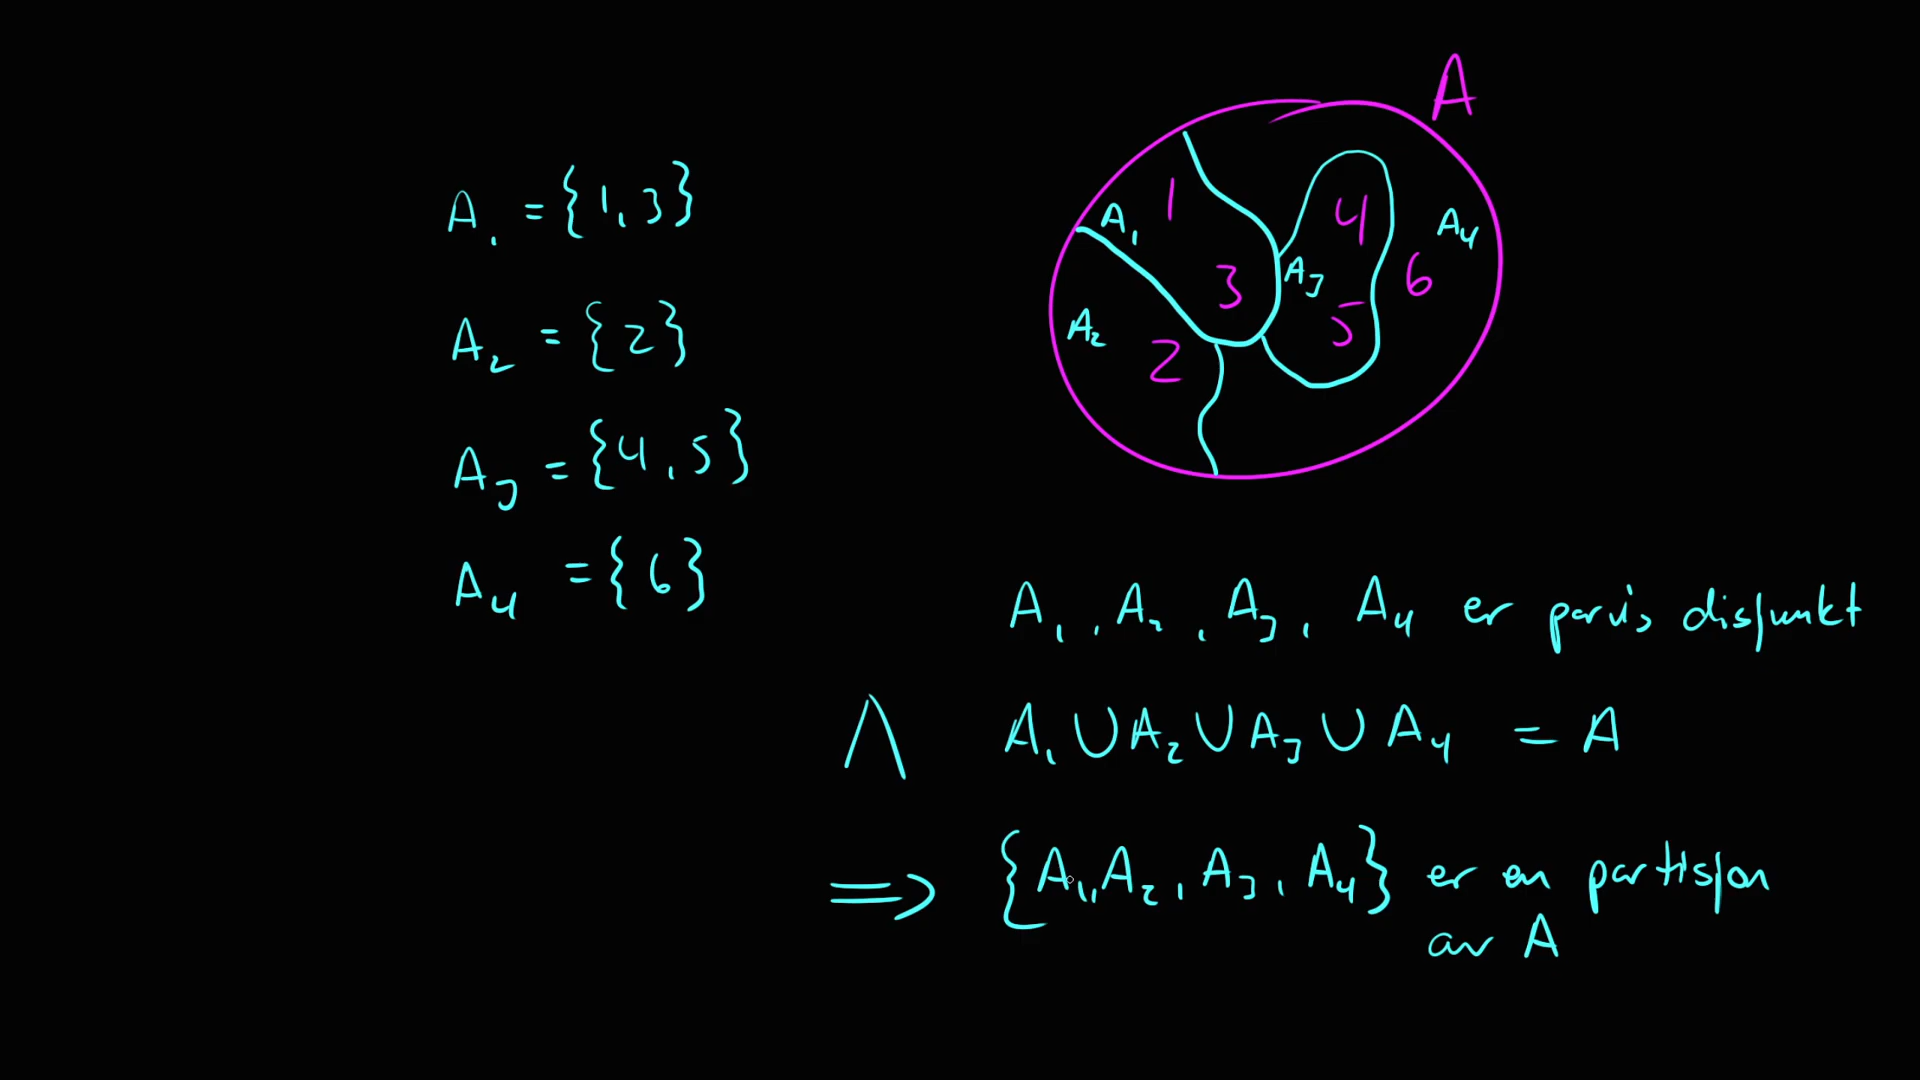 A₁ = {1, 3}
A₂ = {2}
A₃ = {4, 5}
A₄ = {6}
A
A₁ 1
3
A₂ 2
A₃ 4
5
A₄ 6
A₁, A₂, A₃, A₄ er parvis disjunkt
∧ A₁ ∪ A₂ ∪ A₃ ∪ A₄ = A
⇒ {A₁, A₂, A₃, A₄} er en partisjon
av A